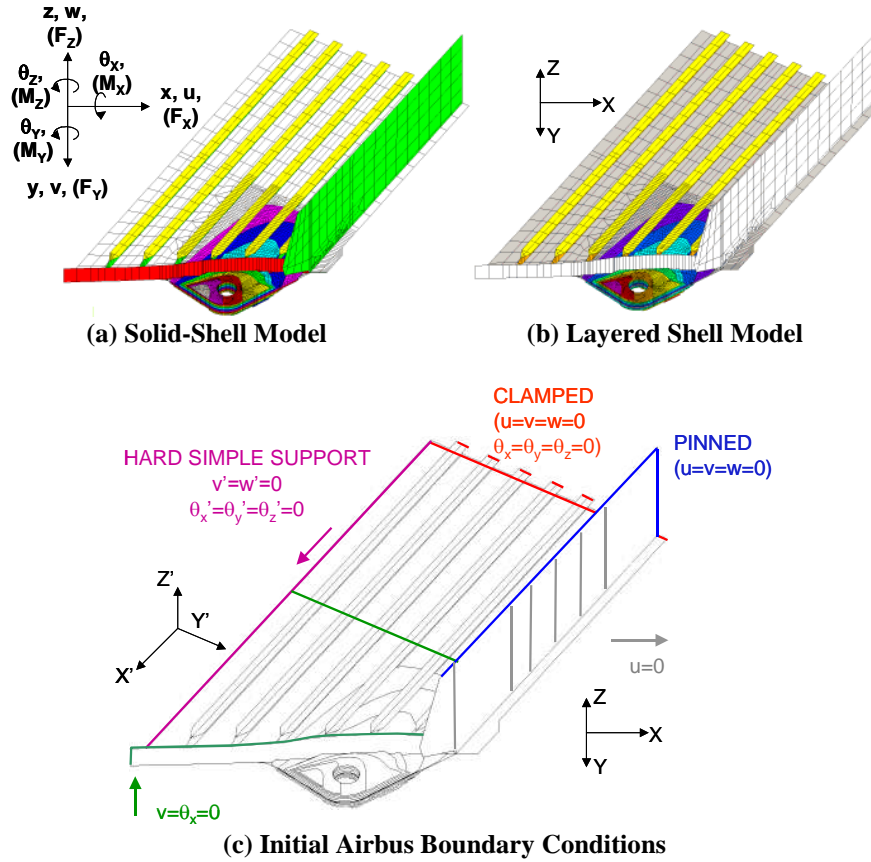 z, w,
(F_Z)
θ_Z,
(M_Z)
θ_X,
(M_X)
x, u,
(F_X)
θ_Y,
(M_Y)
y, v, (F_Y)
Z
X
Y
(a) Solid-Shell Model
(b) Layered Shell Model
CLAMPED
(u=v=w=0
θ_x=θ_y=θ_z=0)
PINNED
(u=v=w=0)
HARD SIMPLE SUPPORT
v'=w'=0
θ_x'=θ_y'=θ_z'=0
Z'
Y'
X'
u=0
Z
X
Y
v=θ_x=0
(c) Initial Airbus Boundary Conditions